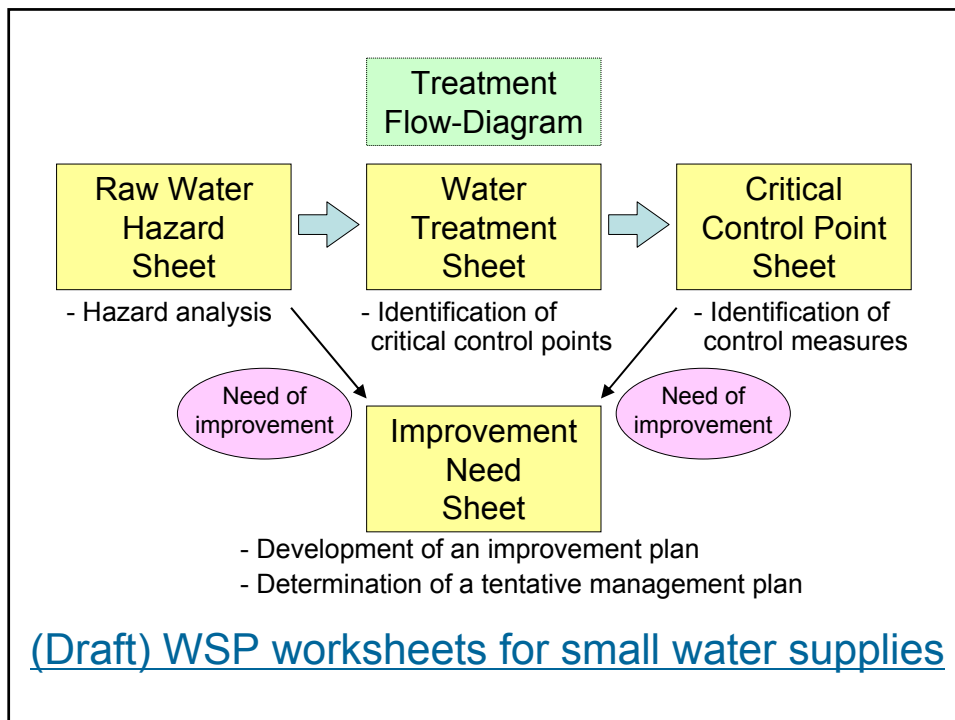 Treatment
Flow-Diagram
Raw Water
Hazard
Sheet
Water
Treatment
Sheet
Critical
Control Point
Sheet
- Hazard analysis
- Identification of
critical control points
- Identification of
control measures
Need of
improvement
Need of
improvement
Improvement
Need
Sheet
- Development of an improvement plan
- Determination of a tentative management plan
(Draft) WSP worksheets for small water supplies